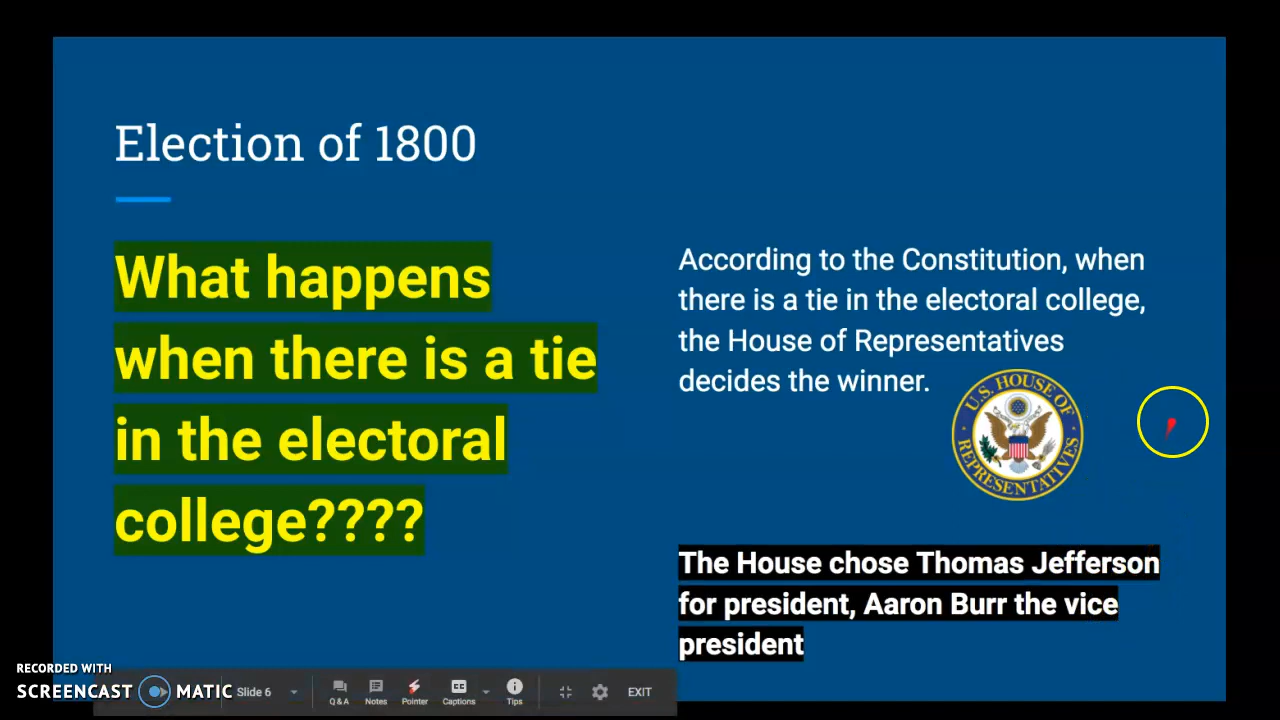 Election of 1800
What happens
when there is a tie
in the electoral
college????
According to the Constitution, when
there is a tie in the electoral college,
the House of Representatives
decides the winner.
U.S. HOUSE OF
REPRESENTATIVES
The House chose Thomas Jefferson
for president, Aaron Burr the vice
president
RECORDED WITH
SCREENCAST MATIC
Slide 6
Q&A
Notes
Pointer
CC
Captions
Tips
EXIT